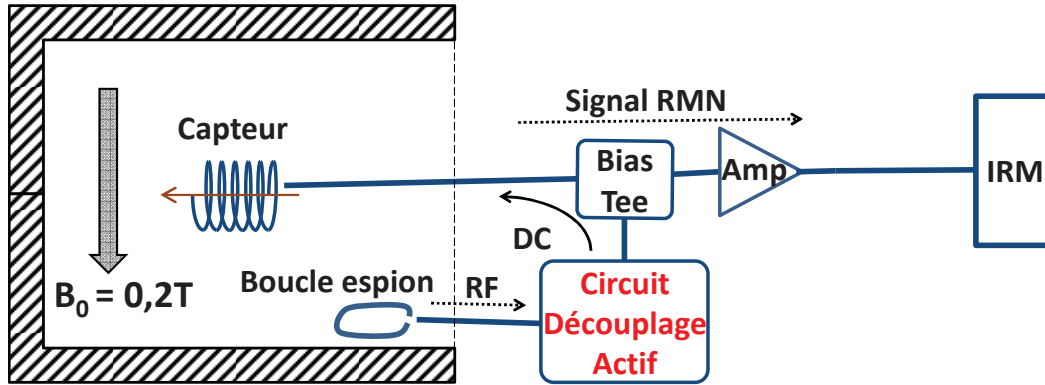 Signal RMN
Capteur
Bias
Tee
Amp
IRM
DC
B₀ = 0,2T
Boucle espion
RF
Circuit
Découplage
Actif